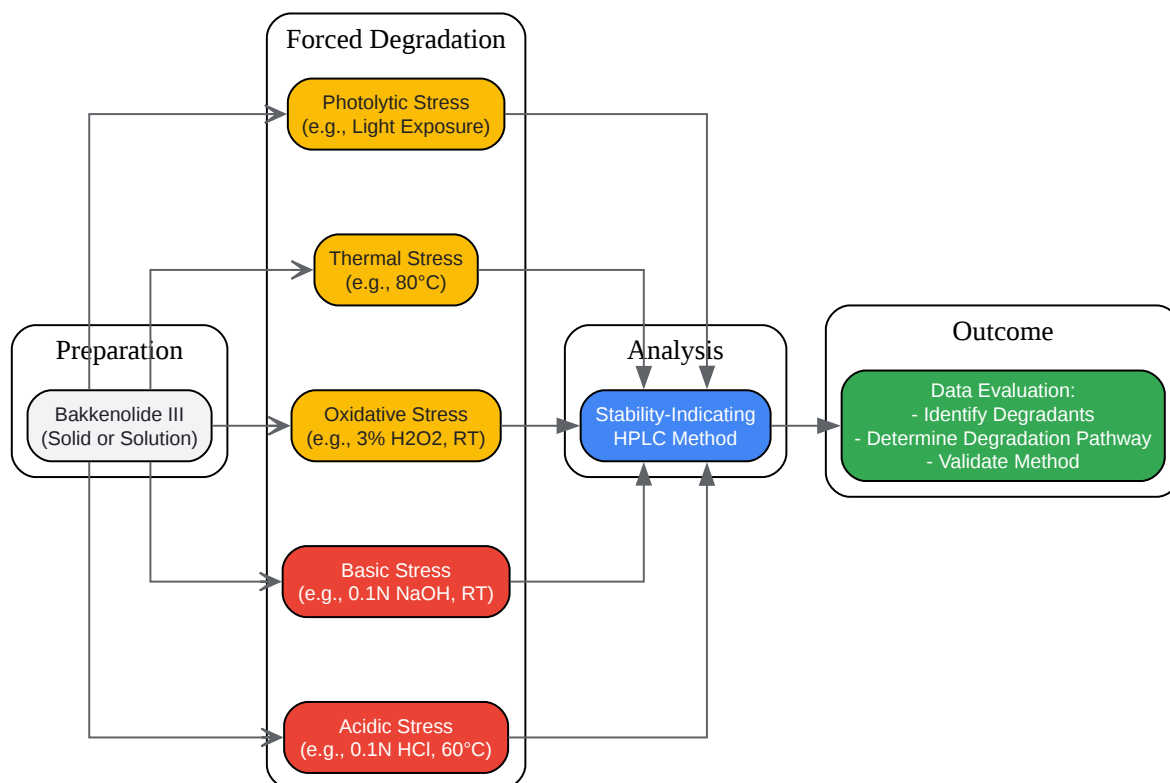 Forced Degradation
Photolytic Stress
(e.g., Light Exposure)
Thermal Stress
(e.g., 80°C)
Preparation
Bakkenolide III
(Solid or Solution)
Oxidative Stress
(e.g., 3% H2O2, RT)
Analysis
Stability-Indicating
HPLC Method
Outcome
Data Evaluation:
- Identify Degradants
- Determine Degradation Pathway
- Validate Method
Basic Stress
(e.g., 0.1N NaOH, RT)
Acidic Stress
(e.g., 0.1N HCl, 60°C)